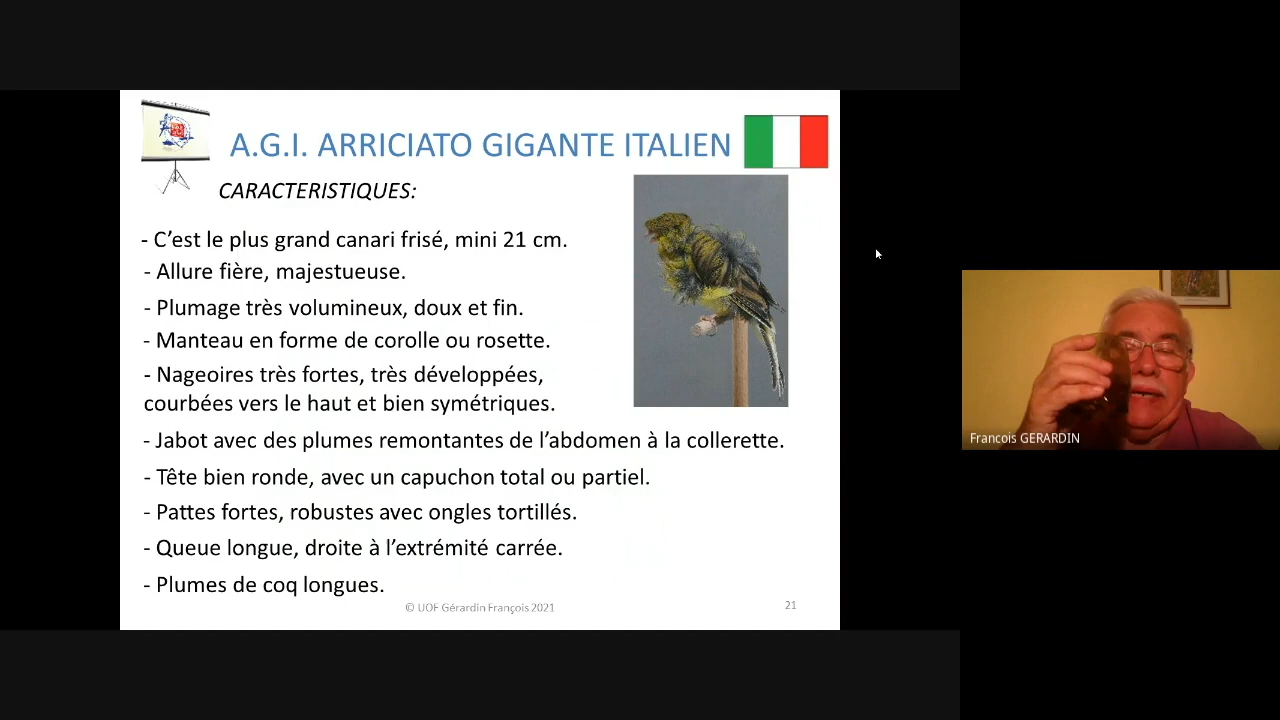 A.G.I. ARRICIATO GIGANTE ITALIEN
CARACTERISTIQUES:
- C’est le plus grand canari frisé, mini 21 cm.
- Allure fière, majestueuse.
- Plumage très volumineux, doux et fin.
- Manteau en forme de corolle ou rosette.
- Nageoires très fortes, très développées,
courbées vers le haut et bien symétriques.
- Jabot avec des plumes remontantes de l’abdomen à la collerette.
- Tête bien ronde, avec un capuchon total ou partiel.
- Pattes fortes, robustes avec ongles tortillés.
- Queue longue, droite à l’extrémité carrée.
- Plumes de coq longues.
© UOF Gérardin François 2021
21
Francois GERARDIN